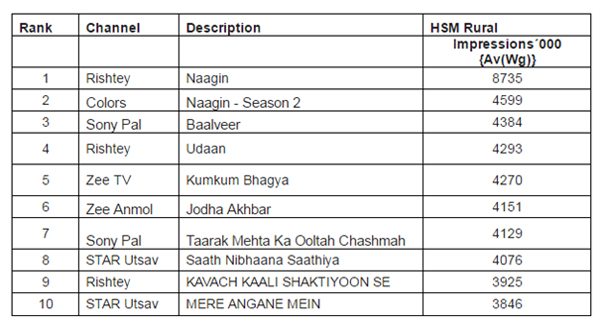 Rank Channel Description HSM Rural
Impressions´000
{Av(Wg)}
1 Rishtey Naagin 8735
2 Colors Naagin - Season 2 4599
3 Sony Pal Baalveer 4384
4 Rishtey Udaan 4293
5 Zee TV Kumkum Bhagya 4270
6 Zee Anmol Jodha Akhbar 4151
7 Sony Pal Taarak Mehta Ka Ooltah Chashmah 4129
8 STAR Utsav Saath Nibhaana Saathiya 4076
9 Rishtey KAVACH KAALI SHAKTIYOON SE 3925
10 STAR Utsav MERE ANGANE MEIN 3846